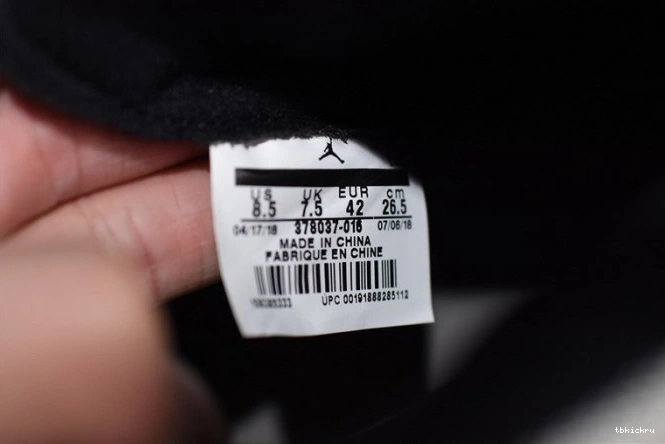 US UK EUR cm
8.5 7.5 42 26.5
04/17/18 378037-016 07/06/18
MADE IN CHINA
FABRIQUE EN CHINE
UPC 00191888285112
tbkickru